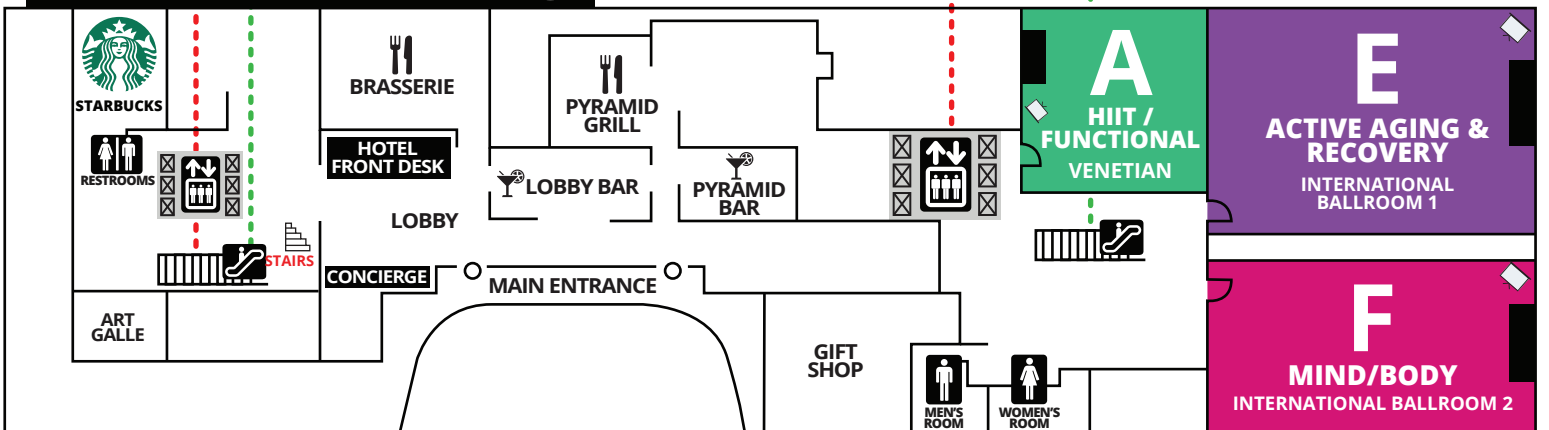 STARBUCKS
RESTROOMS
STAIRS
ART
GALLE
BRASSERIE
HOTEL
FRONT DESK
LOBBY
CONCIERGE
PYRAMID
GRILL
LOBBY BAR
PYRAMID
BAR
MAIN ENTRANCE
GIFT
SHOP
MEN'S
ROOM
WOMEN'S
ROOM
A
HIIT /
FUNCTIONAL
VENETIAN
E
ACTIVE AGING &
RECOVERY
INTERNATIONAL
BALLROOM 1
F
MIND/BODY
INTERNATIONAL BALLROOM 2